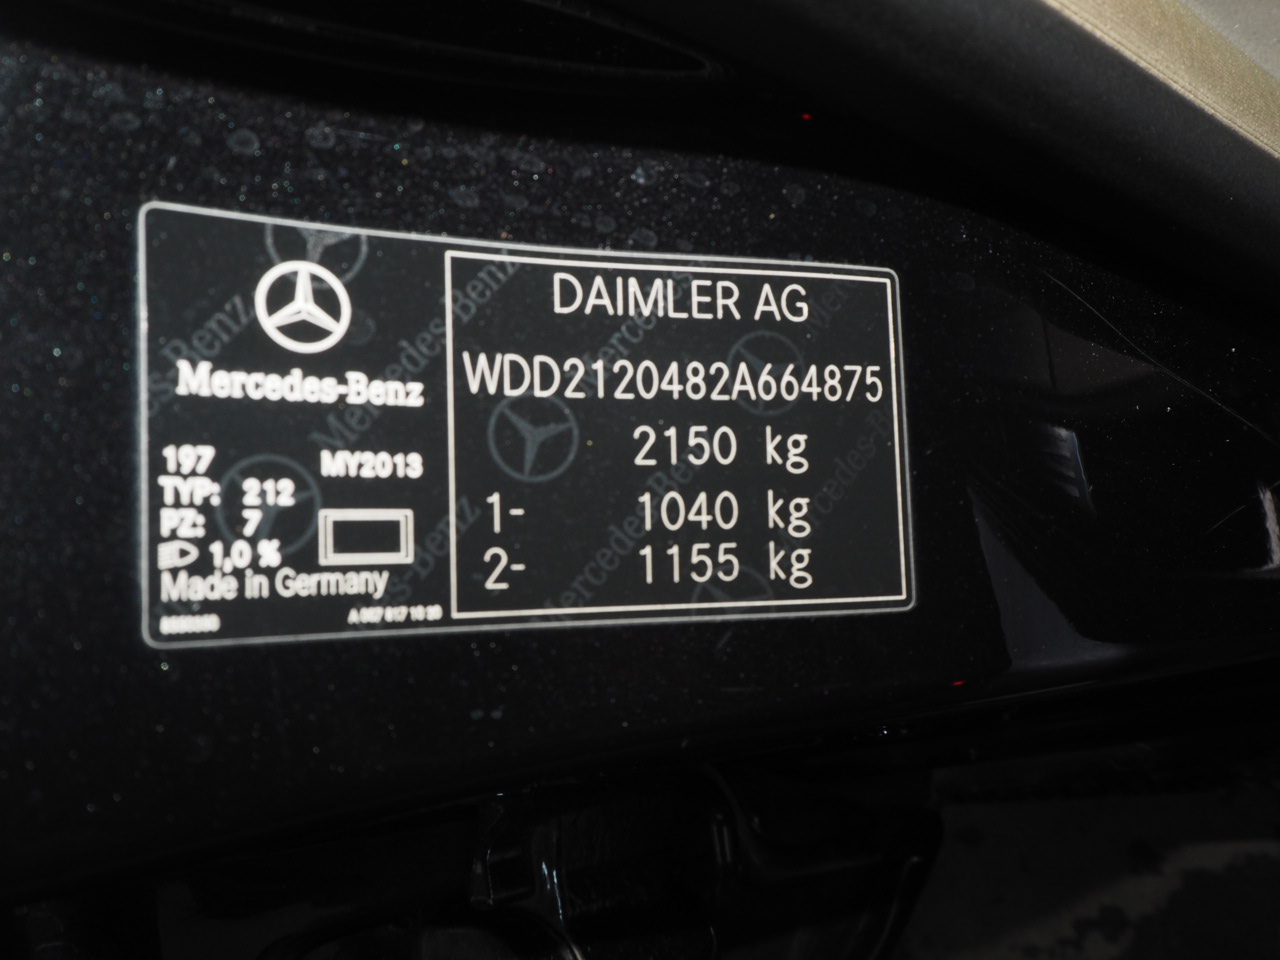 Mercedes-Benz
197 MY2013
TYP: 212
PZ: 7
1,0 %
Made in Germany
DAIMLER AG
WDD2120482A664875
2150 kg
1- 1040 kg
2- 1155 kg